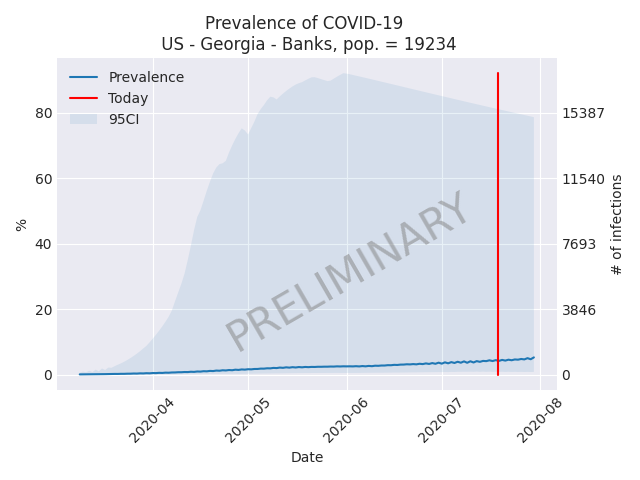 Prevalence of COVID-19
US - Georgia - Banks, pop. = 19234
Prevalence
Today
95CI
80
60
40
20
0
%
15387
11540
7693
3846
0
# of infections
PRELIMINARY
2020-04
2020-05
2020-06
2020-07
2020-08
Date